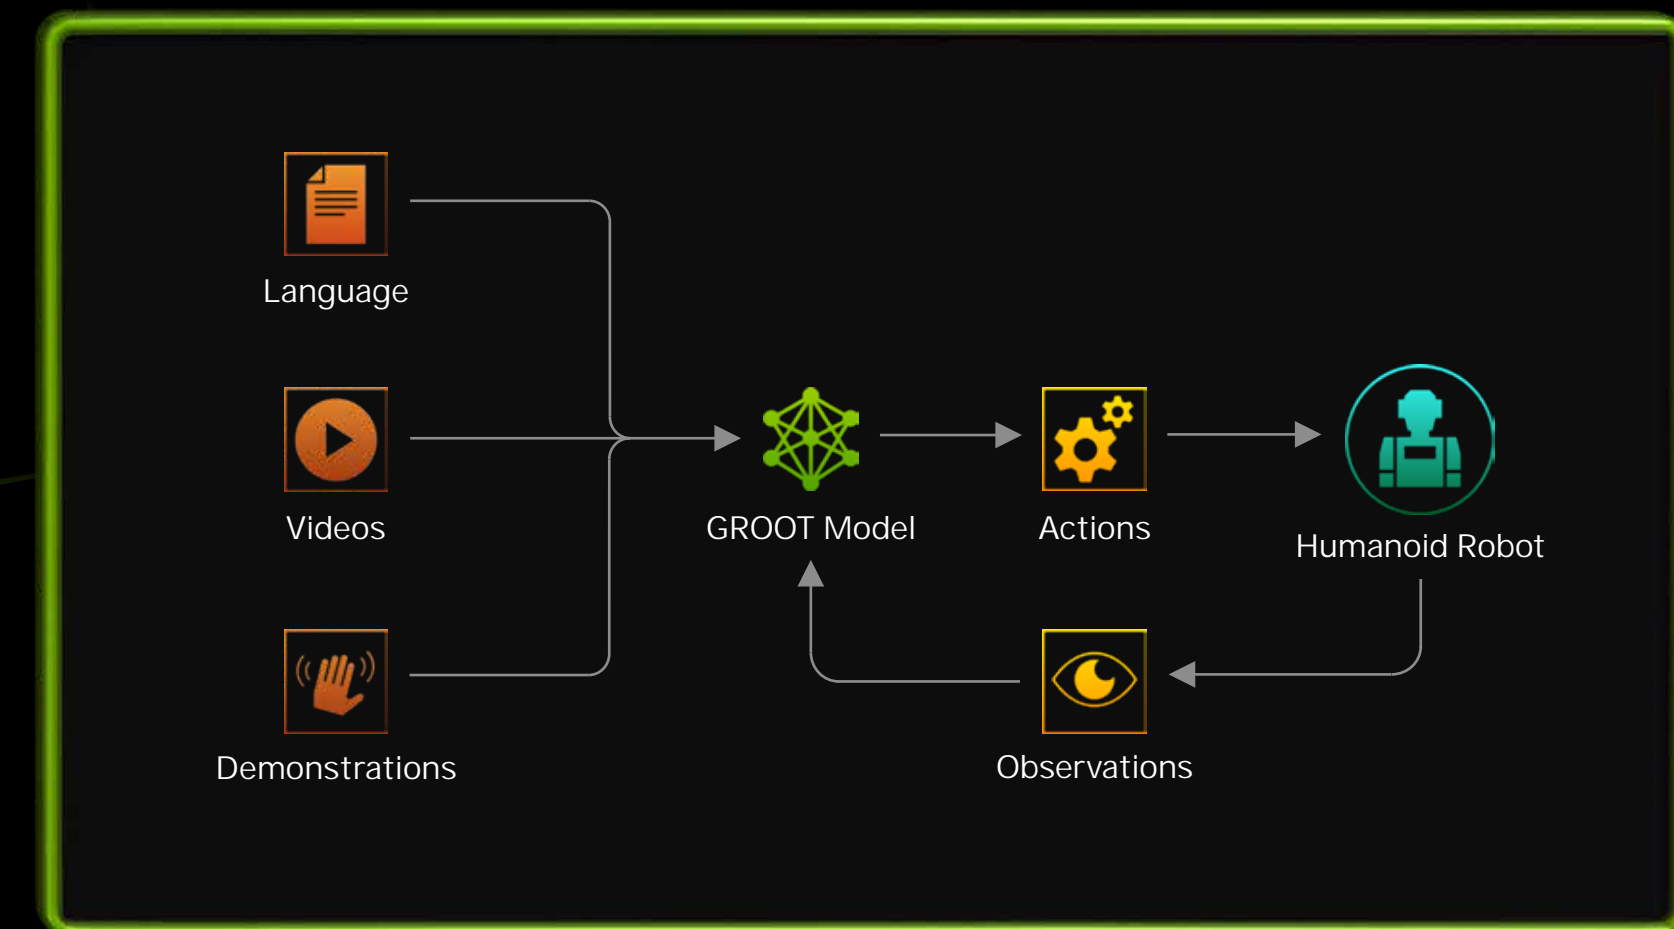 Language
Videos
GROOT Model
Actions
Humanoid Robot
Demonstrations
Observations